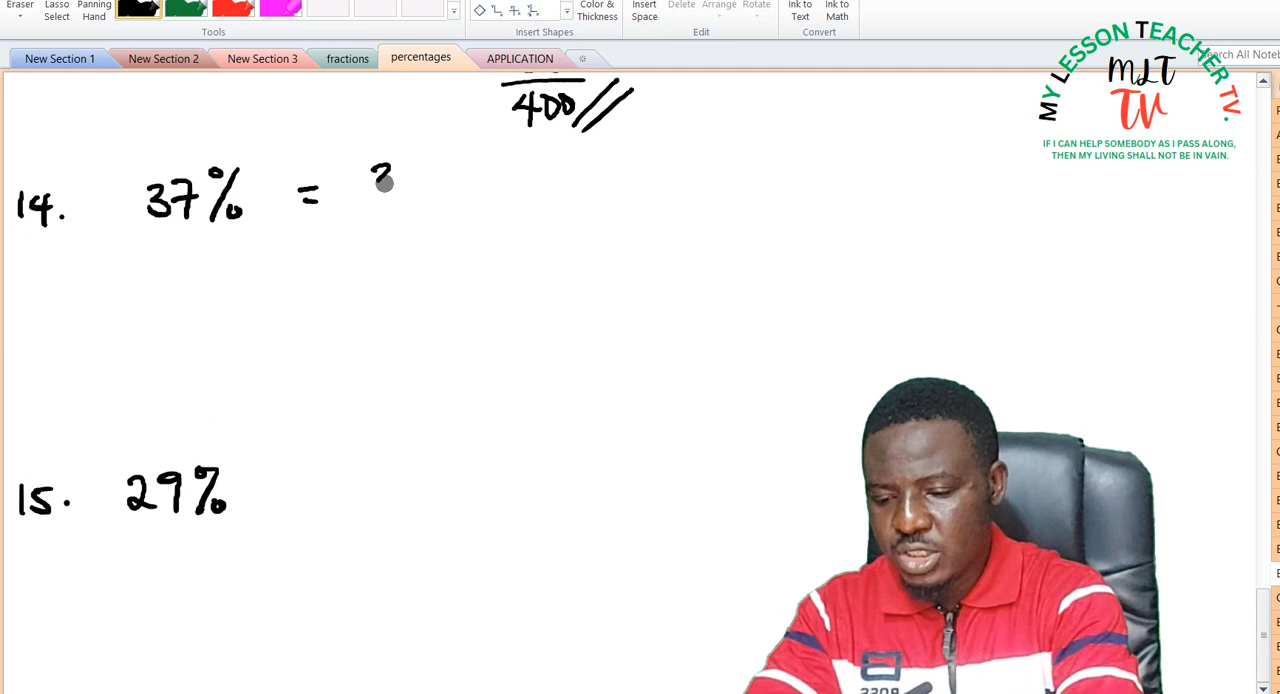 Eraser
Lasso Select
Panning Hand
Color & Thickness
Insert Space
Delete
Arrange
Rotate
Ink to Text
Ink to Math
Tools
Insert Shapes
Edit
Convert
New Section 1
New Section 2
New Section 3
fractions
percentages
APPLICATION
Search All Noteb
MY LESSON TEACHER TV.
MLT
TV
IF I CAN HELP SOMEBODY AS I PASS ALONG,
THEN MY LIVING SHALL NOT BE IN VAIN.
400//
14. 37% =
15. 29%